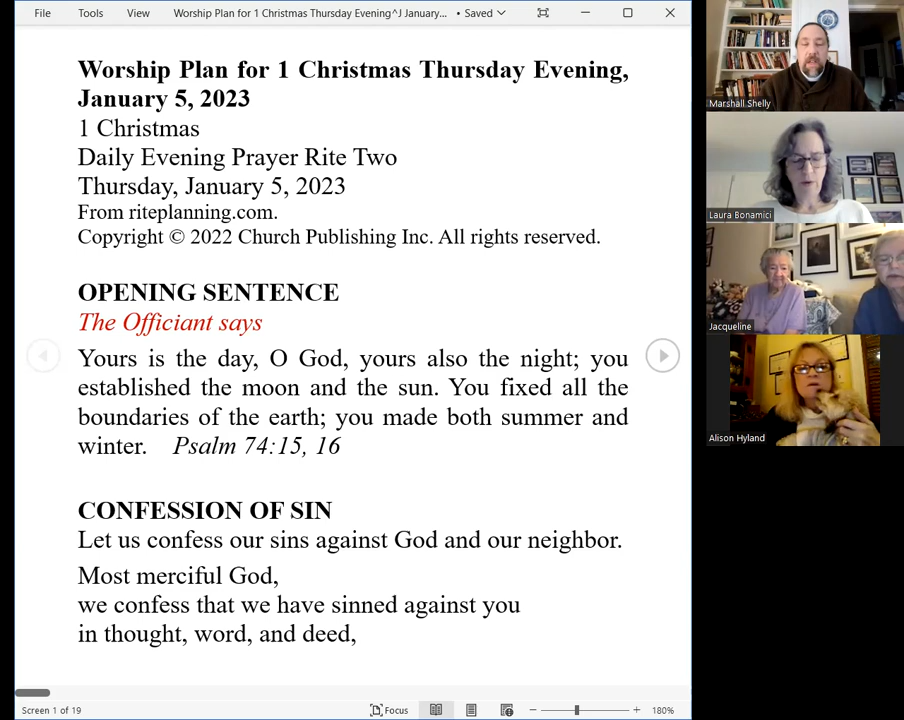 File Tools View Worship Plan for 1 Christmas Thursday Evening^J January... • Saved
Worship Plan for 1 Christmas Thursday Evening,
January 5, 2023
1 Christmas
Daily Evening Prayer Rite Two
Thursday, January 5, 2023
From riteplanning.com.
Copyright © 2022 Church Publishing Inc. All rights reserved.
OPENING SENTENCE
The Officiant says
Yours is the day, O God, yours also the night; you
established the moon and the sun. You fixed all the
boundaries of the earth; you made both summer and
winter. Psalm 74:15, 16
CONFESSION OF SIN
Let us confess our sins against God and our neighbor.
Most merciful God,
we confess that we have sinned against you
in thought, word, and deed,
Screen 1 of 19 Focus 180%
Marshall Shelly
Laura Bonamici
Jacqueline
Alison Hyland